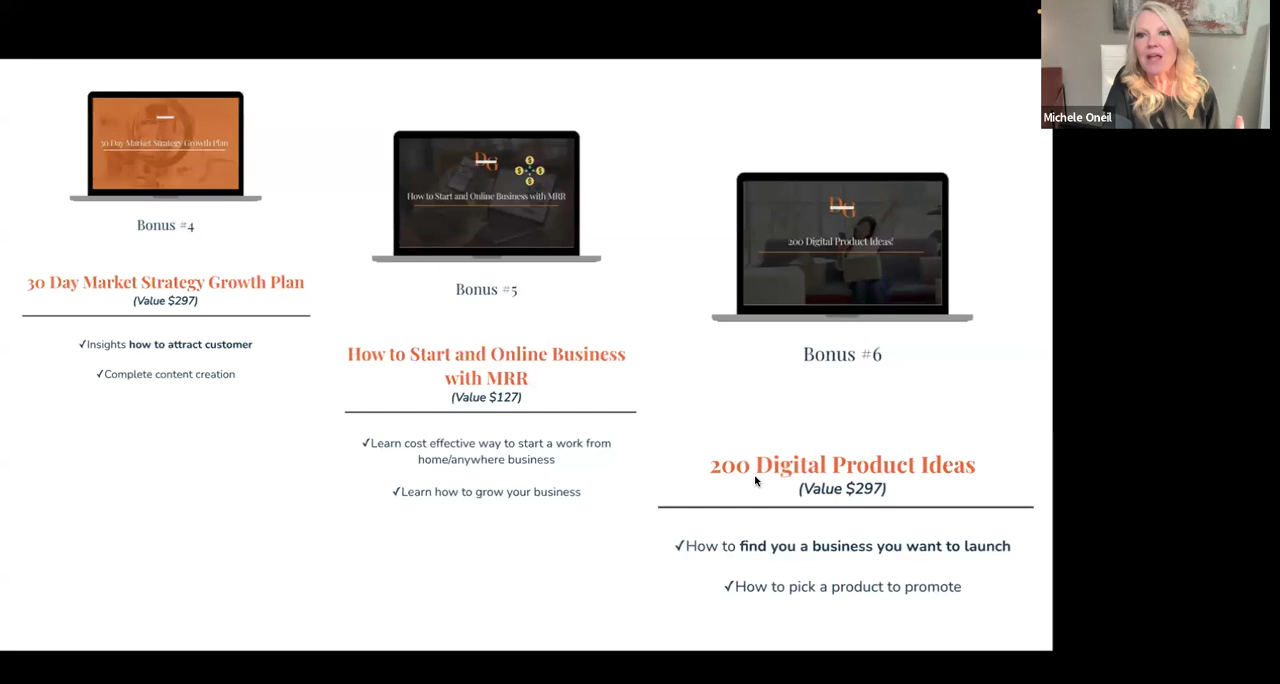 30 Day Market Strategy Growth Plan
Bonus #4
30 Day Market Strategy Growth Plan
(Value $297)
✓Insights how to attract customer
✓Complete content creation
DG
How to Start and Online Business with MRR
Bonus #5
How to Start and Online Business
with MRR
(Value $127)
✓Learn cost effective way to start a work from
home/anywhere business
✓Learn how to grow your business
DG
200 Digital Product Ideas!
Bonus #6
200 Digital Product Ideas
(Value $297)
✓How to find you a business you want to launch
✓How to pick a product to promote
Michele Oneil